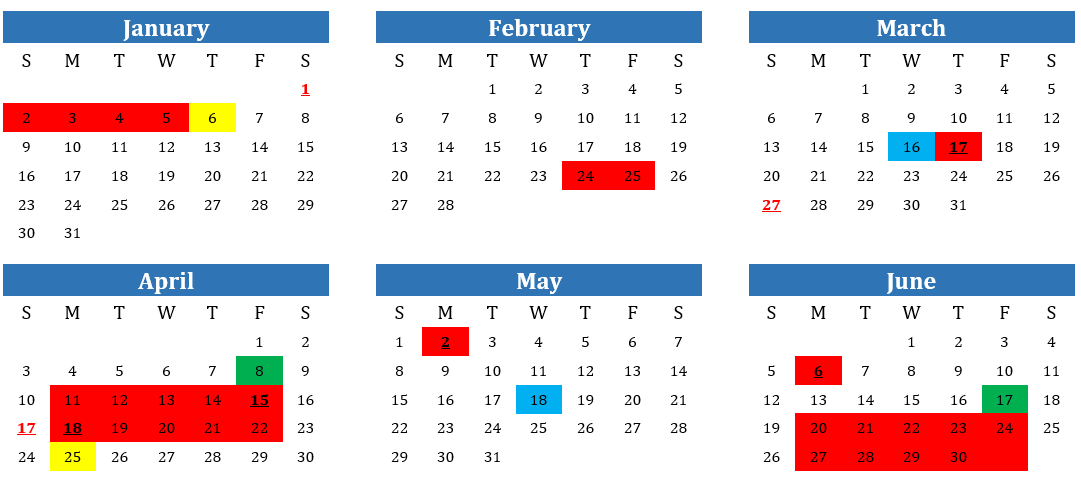 January February March
S M T W T F S S M T W T F S S M T W T F S
1 1 2 3 4 5 1 2 3 4 5
2 3 4 5 6 7 8 6 7 8 9 10 11 12 6 7 8 9 10 11 12
9 10 11 12 13 14 15 13 14 15 16 17 18 19 13 14 15 16 17 18 19
16 17 18 19 20 21 22 20 21 22 23 24 25 26 20 21 22 23 24 25 26
23 24 25 26 27 28 29 27 28 27 28 29 30 31
30 31
April May June
S M T W T F S S M T W T F S S M T W T F S
1 2 1 2 3 4 5 6 7 1 2 3 4
3 4 5 6 7 8 9 8 9 10 11 12 13 14 5 6 7 8 9 10 11
10 11 12 13 14 15 16 15 16 17 18 19 20 21 12 13 14 15 16 17 18
17 18 19 20 21 22 23 22 23 24 25 26 27 28 19 20 21 22 23 24 25
24 25 26 27 28 29 30 29 30 31 26 27 28 29 30